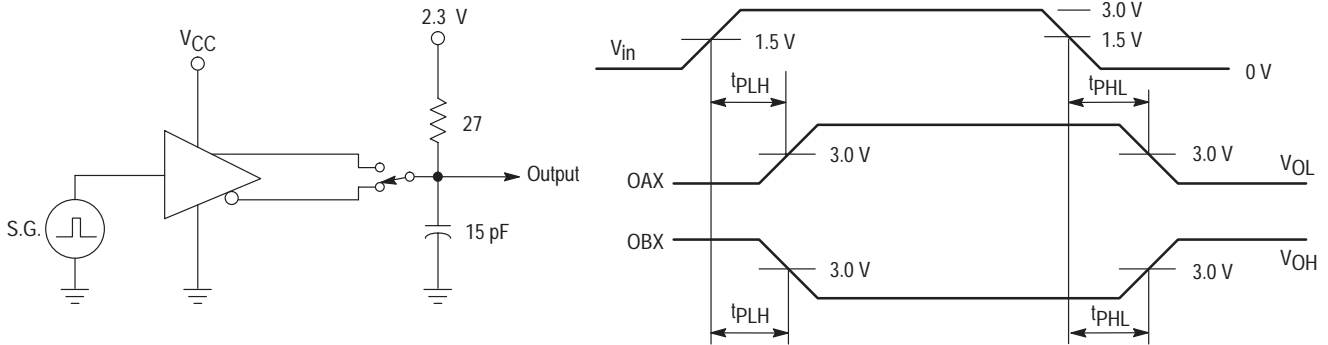 2.3 V
VCC
27
Output
S.G.
15 pF
3.0 V
Vin
1.5 V
1.5 V
0 V
tPLH
tPHL
3.0 V
3.0 V
OAX
VOL
OBX
3.0 V
3.0 V
VOH
tPLH
tPHL